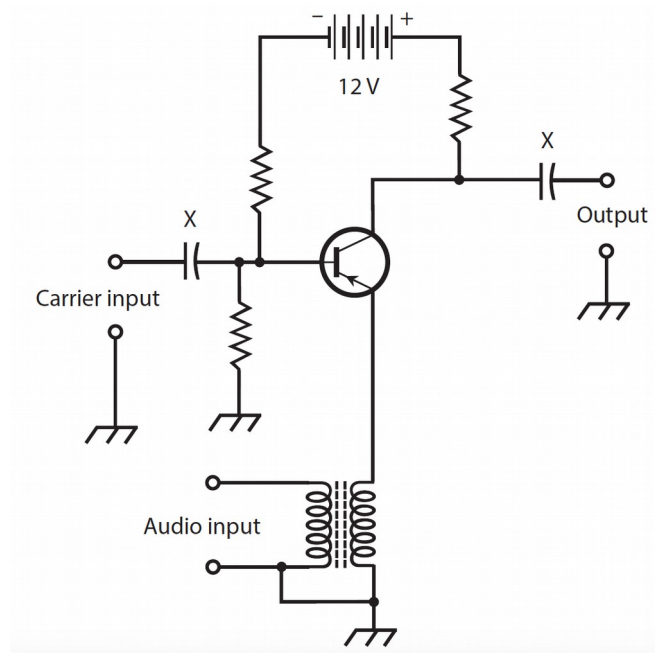 − +
12 V
X
Output
X
Carrier input
Audio input